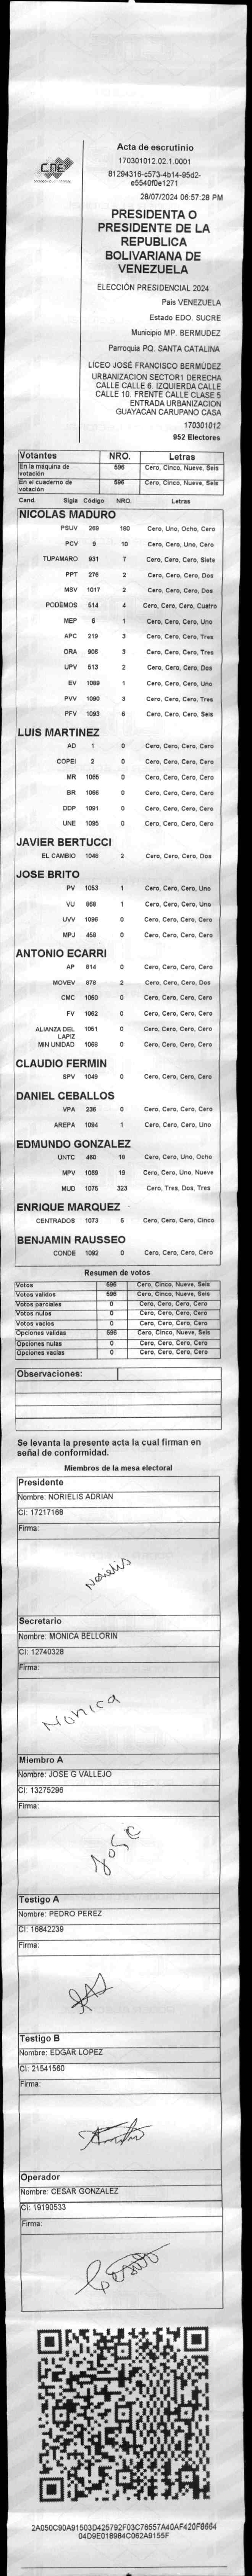 CNE
Acta de escrutinio
170301012.02.1.0001
81294316-c573-4b14-95d2-
e5540f0e1271
28/07/2024 06:57:28 PM
PRESIDENTA O
PRESIDENTE DE LA
REPUBLICA
BOLIVARIANA DE
VENEZUELA
ELECCIÓN PRESIDENCIAL 2024
Pais VENEZUELA
Estado EDO. SUCRE
Municipio MP. BERMUDEZ
Parroquia PQ. SANTA CATALINA
LICEO JOSÉ FRANCISCO BERMÚDEZ
URBANIZACION SECTOR1 DERECHA
CALLE CALLE 6. IZQUIERDA CALLE
CALLE 10. FRENTE CALLE CLASE 5
ENTRADA URBANIZACION
GUAYACAN CARUPANO CASA
170301012
952 Electores
Votantes NRO. Letras
En la máquina de votación 596 Cero, Cinco, Nueve, Seis
En el cuaderno de votación 596 Cero, Cinco, Nueve, Seis
Cand. Sigla Código NRO. Letras
NICOLAS MADURO
PSUV 269 180 Cero, Uno, Ocho, Cero
PCV 9 10 Cero, Cero, Uno, Cero
TUPAMARO 931 7 Cero, Cero, Cero, Siete
PPT 276 2 Cero, Cero, Cero, Dos
MSV 1017 2 Cero, Cero, Cero, Dos
PODEMOS 514 4 Cero, Cero, Cero, Cuatro
MEP 6 1 Cero, Cero, Cero, Uno
APC 219 3 Cero, Cero, Cero, Tres
ORA 906 3 Cero, Cero, Cero, Tres
UPV 513 2 Cero, Cero, Cero, Dos
EV 1089 1 Cero, Cero, Cero, Uno
PVV 1090 3 Cero, Cero, Cero, Tres
PFV 1093 6 Cero, Cero, Cero, Seis
LUIS MARTINEZ
AD 1 0 Cero, Cero, Cero, Cero
COPEI 2 0 Cero, Cero, Cero, Cero
MR 1065 0 Cero, Cero, Cero, Cero
BR 1066 0 Cero, Cero, Cero, Cero
DDP 1091 0 Cero, Cero, Cero, Cero
UNE 1095 0 Cero, Cero, Cero, Cero
JAVIER BERTUCCI
EL CAMBIO 1046 2 Cero, Cero, Cero, Dos
JOSE BRITO
PV 1053 1 Cero, Cero, Cero, Uno
VU 868 1 Cero, Cero, Cero, Uno
UVV 1096 0 Cero, Cero, Cero, Cero
MPJ 458 0 Cero, Cero, Cero, Cero
ANTONIO ECARRI
AP 814 0 Cero, Cero, Cero, Cero
MOVEV 879 2 Cero, Cero, Cero, Dos
CMC 1050 0 Cero, Cero, Cero, Cero
FV 1062 0 Cero, Cero, Cero, Cero
ALIANZA DEL LAPIZ 1051 0 Cero, Cero, Cero, Cero
MIN UNIDAD 1069 0 Cero, Cero, Cero, Cero
CLAUDIO FERMIN
SPV 1049 0 Cero, Cero, Cero, Cero
DANIEL CEBALLOS
VPA 236 0 Cero, Cero, Cero, Cero
AREPA 1094 1 Cero, Cero, Cero, Uno
EDMUNDO GONZALEZ
UNTC 460 18 Cero, Cero, Uno, Ocho
MPV 1069 19 Cero, Cero, Uno, Nueve
MUD 1075 323 Cero, Tres, Dos, Tres
ENRIQUE MARQUEZ
CENTRADOS 1073 5 Cero, Cero, Cero, Cinco
BENJAMIN RAUSSEO
CONDE 1092 0 Cero, Cero, Cero, Cero
Resumen de votos
Votos 596 Cero, Cinco, Nueve, Seis
Votos validos 596 Cero, Cinco, Nueve, Seis
Votos parciales 0 Cero, Cero, Cero, Cero
Votos nulos 0 Cero, Cero, Cero, Cero
Votos vacios 0 Cero, Cero, Cero, Cero
Opciones validas 596 Cero, Cinco, Nueve, Seis
Opciones nulas 0 Cero, Cero, Cero, Cero
Opciones vacias 0 Cero, Cero, Cero, Cero
Observaciones:
Se levanta la presente acta la cual firman en
señal de conformidad.
Miembros de la mesa electoral
Presidente
Nombre: NORIELIS ADRIAN
CI: 17217168
Firma:
Norielis
Secretario
Nombre: MONICA BELLORIN
CI: 12740328
Firma:
Monica
Miembro A
Nombre: JOSE G VALLEJO
CI: 13275296
Firma:
Jose
Testigo A
Nombre: PEDRO PEREZ
CI: 16842239
Firma:
Testigo B
Nombre: EDGAR LOPEZ
CI: 21541560
Firma:
Operador
Nombre: CESAR GONZALEZ
CI: 19190533
Firma:
2A050C90A91503D425792F03C78557A40AF420F8664
04D9E018984C062A9155F